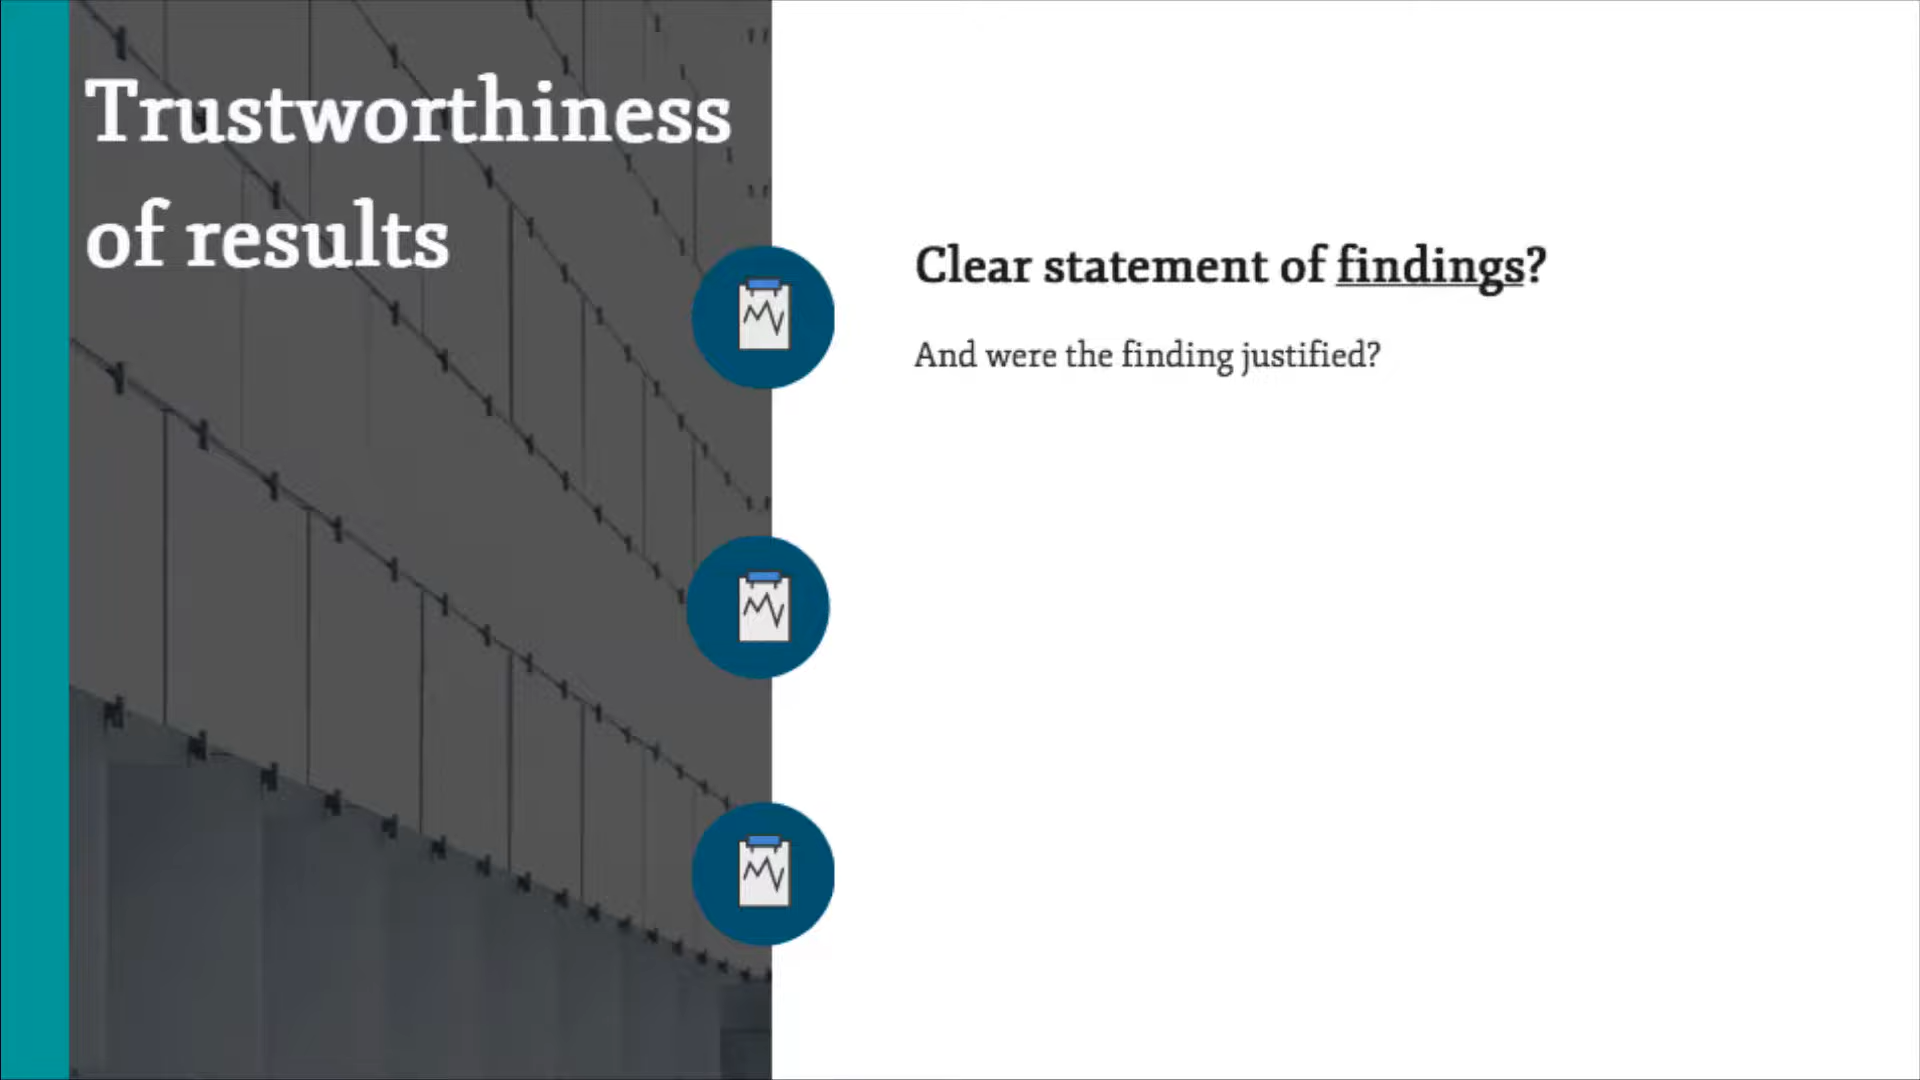 Trustworthiness
of results
Clear statement of findings?
And were the finding justified?